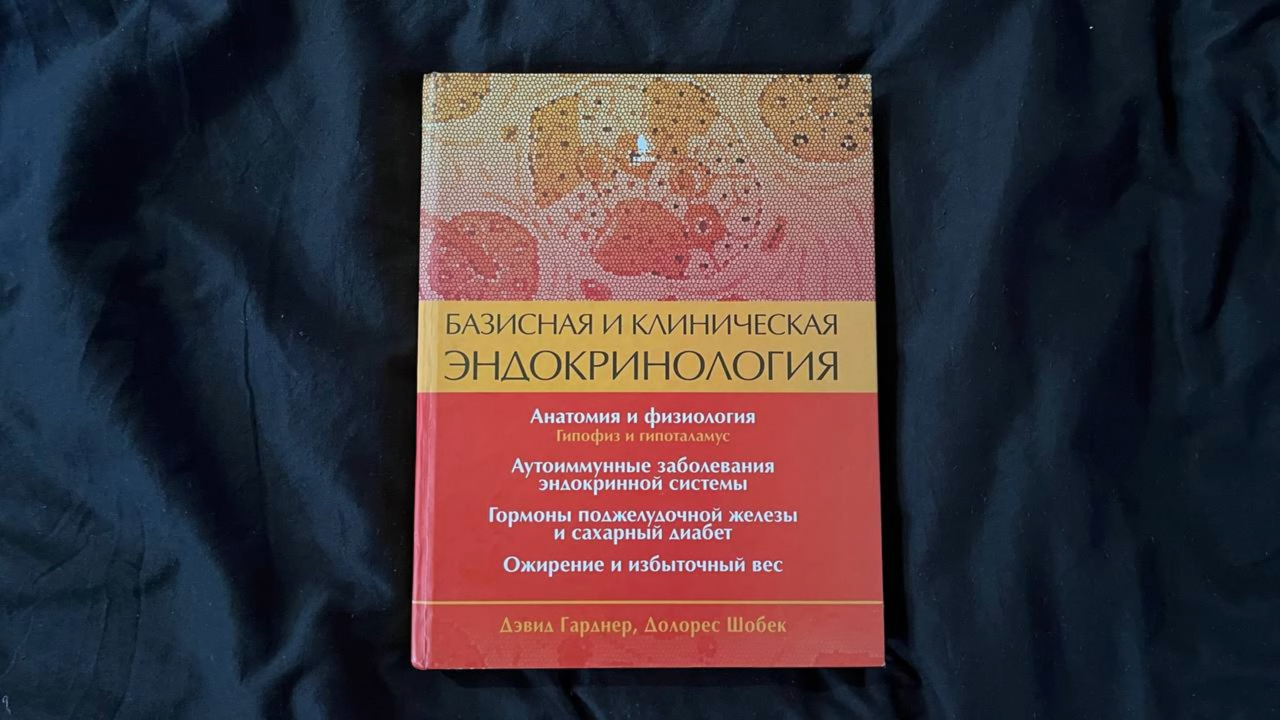 БАЗИСНАЯ И КЛИНИЧЕСКАЯ
ЭНДОКРИНОЛОГИЯ
Анатомия и физиология
Гипофиз и гипоталамус
Аутоиммунные заболевания
эндокринной системы
Гормоны поджелудочной железы
и сахарный диабет
Ожирение и избыточный вес
Дэвид Гарднер, Долорес Шобек